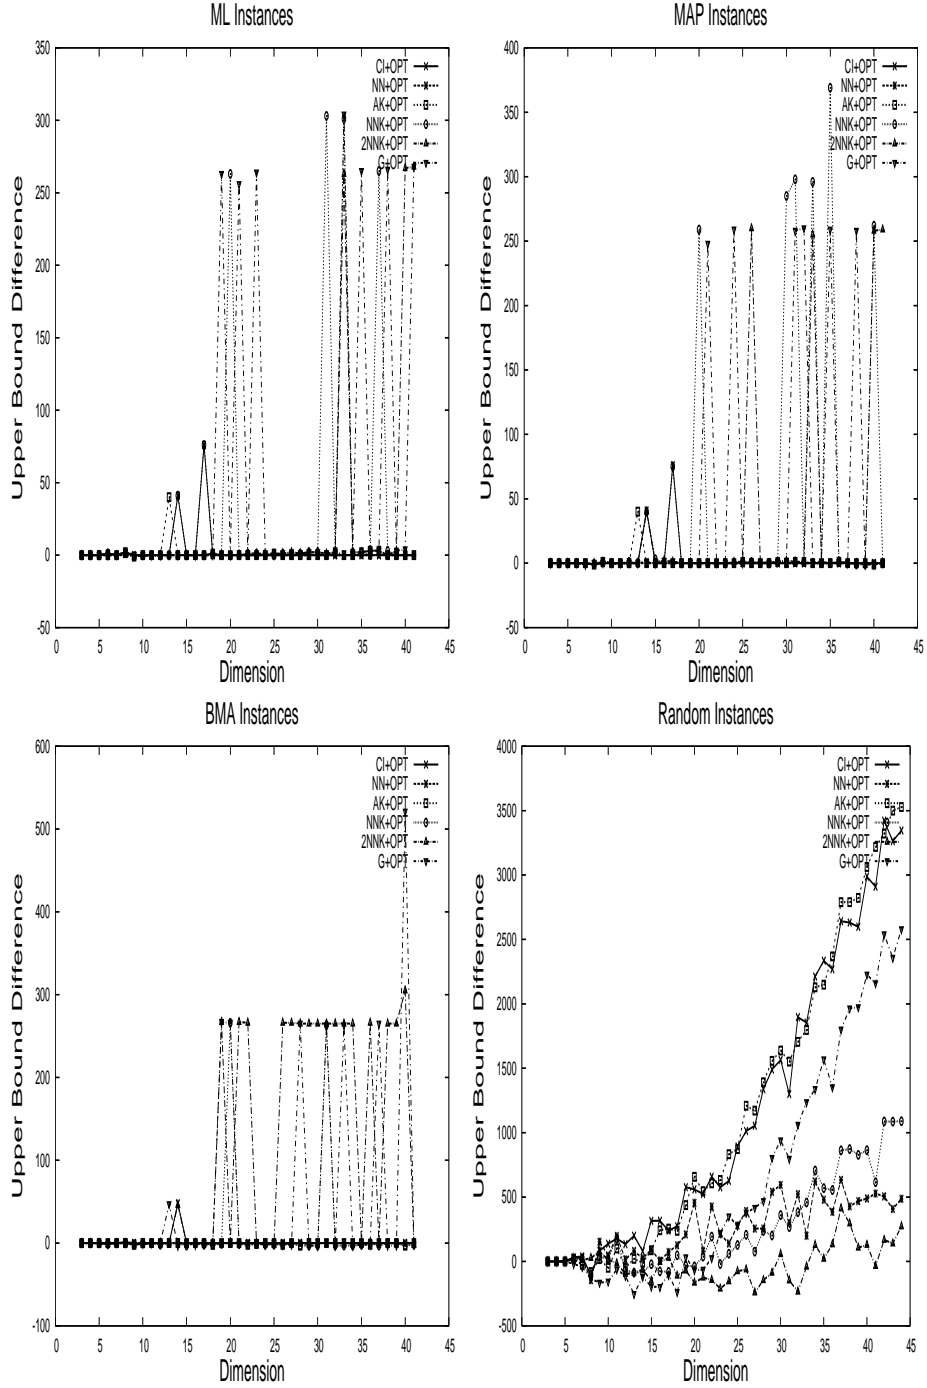 ML Instances
350
300
250
200
150
100
50
0
-50
CI+OPT
NN+OPT
AK+OPT
NNK+OPT
2NNK+OPT
G+OPT
Upper Bound Difference
0 5 10 15 20 25 30 35 40 45
Dimension
MAP Instances
400
350
300
250
200
150
100
50
0
-50
CI+OPT
NN+OPT
AK+OPT
NNK+OPT
2NNK+OPT
G+OPT
Upper Bound Difference
0 5 10 15 20 25 30 35 40 45
Dimension
BMA Instances
600
500
400
300
200
100
0
-100
CI+OPT
NN+OPT
AK+OPT
NNK+OPT
2NNK+OPT
G+OPT
Upper Bound Difference
0 5 10 15 20 25 30 35 40 45
Dimension
Random Instances
4000
3500
3000
2500
2000
1500
1000
500
0
-500
CI+OPT
NN+OPT
AK+OPT
NNK+OPT
2NNK+OPT
G+OPT
Upper Bound Difference
0 5 10 15 20 25 30 35 40 45
Dimension